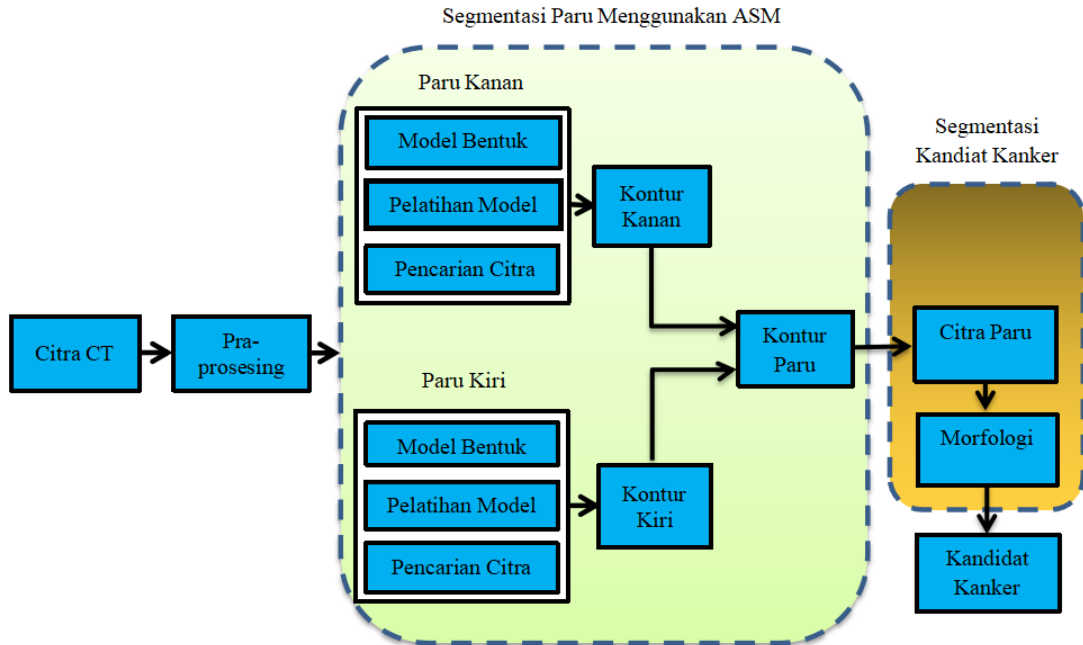 Segmentasi Paru Menggunakan ASM
Paru Kanan
Model Bentuk
Pelatihan Model
Pencarian Citra
Kontur
Kanan
Segmentasi
Kandiat Kanker
Citra CT
Pra-
prosesing
Kontur
Paru
Citra Paru
Morfologi
Paru Kiri
Model Bentuk
Pelatihan Model
Pencarian Citra
Kontur
Kiri
Kandidat
Kanker